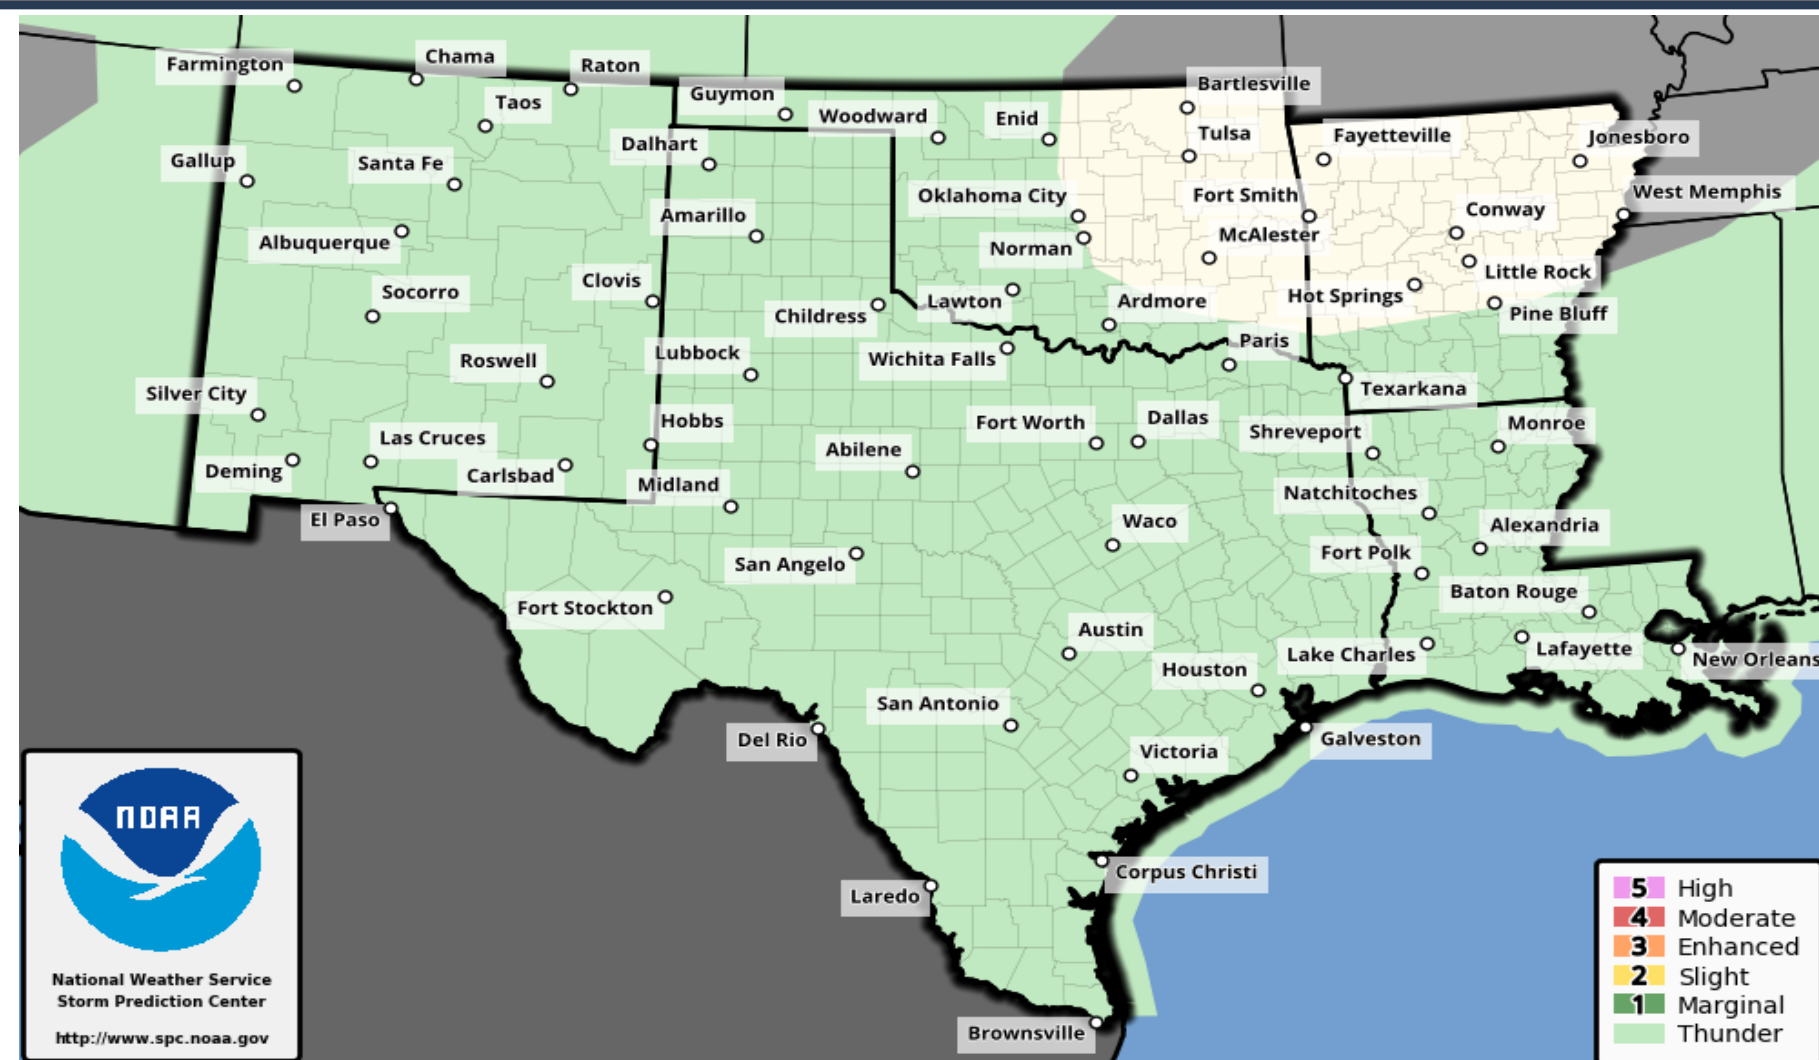 Farmington
Chama
Raton
Taos
Guymon
Woodward
Enid
Bartlesville
Tulsa
Fayetteville
Jonesboro
Gallup
Santa Fe
Dalhart
Oklahoma City
Fort Smith
West Memphis
Albuquerque
Amarillo
Norman
McAlester
Conway
Socorro
Clovis
Childress
Lawton
Ardmore
Hot Springs
Little Rock
Pine Bluff
Roswell
Lubbock
Wichita Falls
Paris
Texarkana
Silver City
Las Cruces
Hobbs
Abilene
Fort Worth
Dallas
Shreveport
Monroe
Deming
Carlsbad
Midland
Natchitoches
El Paso
San Angelo
Waco
Fort Polk
Alexandria
Fort Stockton
Austin
Baton Rouge
Houston
Lake Charles
Lafayette
New Orleans
Del Rio
San Antonio
Victoria
Galveston
Laredo
Corpus Christi
Brownsville
NOAA
National Weather Service
Storm Prediction Center
http://www.spc.noaa.gov
5 High
4 Moderate
3 Enhanced
2 Slight
1 Marginal
Thunder